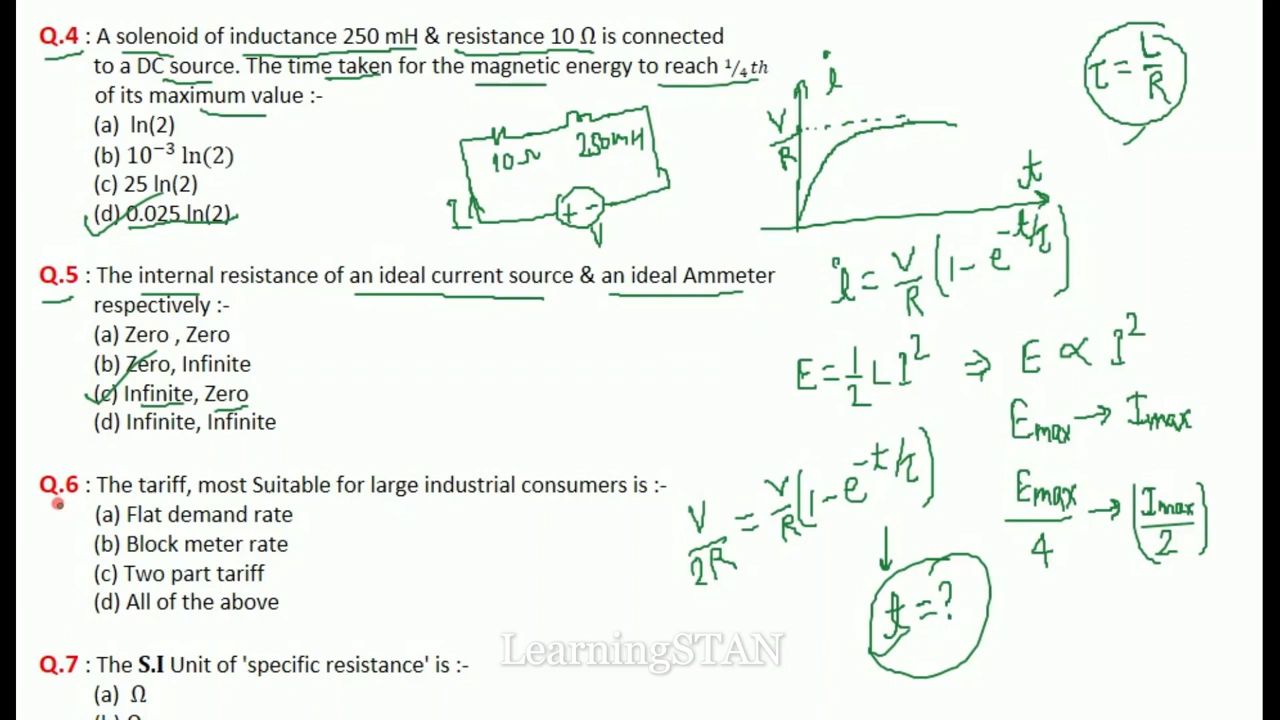 Q.4 : A solenoid of inductance 250 mH & resistance 10 Ω is connected
to a DC source. The time taken for the magnetic energy to reach 1/4 th
of its maximum value :-
(a) ln(2)
(b) 10⁻³ ln(2)
(c) 25 ln(2)
(d) 0.025 ln(2)
10 Ω
250mH
I
+ -
V
i
V/R
t
τ = L/R
i = V/R (1 - e^-t/τ)
E = 1/2 L I² ⇒ E ∝ I²
Emax → Imax
Emax/4 → (Imax/2)
V/2R = V/R (1 - e^-t/τ)
↓
t = ?
Q.5 : The internal resistance of an ideal current source & an ideal Ammeter
respectively :-
(a) Zero , Zero
(b) Zero, Infinite
(c) Infinite, Zero
(d) Infinite, Infinite
Q.6 : The tariff, most Suitable for large industrial consumers is :-
(a) Flat demand rate
(b) Block meter rate
(c) Two part tariff
(d) All of the above
LearningSTAN
Q.7 : The S.I Unit of 'specific resistance' is :-
(a) Ω